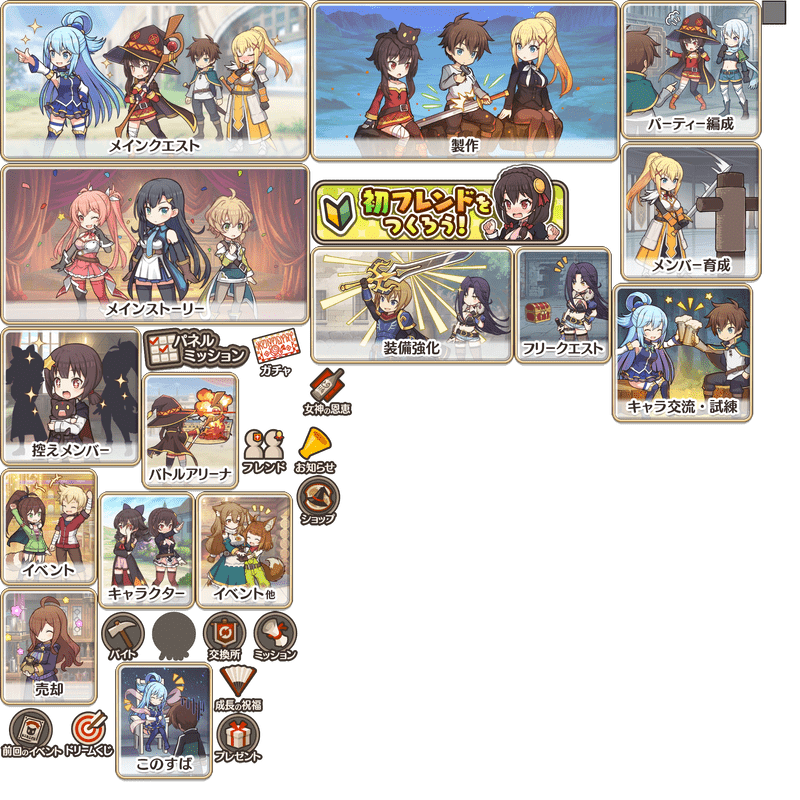 メインクエスト
製作
パーティー編成
メインストーリー
初フレンドを
つくろう！
メンバー育成
装備強化
フリークエスト
キャラ交流・試練
控えメンバー
パネル
ミッション
ガチャ
女神の恩恵
バトルアリーナ
フレンド
お知らせ
ショップ
イベント
キャラクター
イベント他
売却
バイト
交換所
ミッション
成長の祝福
前回のイベント
ドリームくじ
このすば
プレゼント